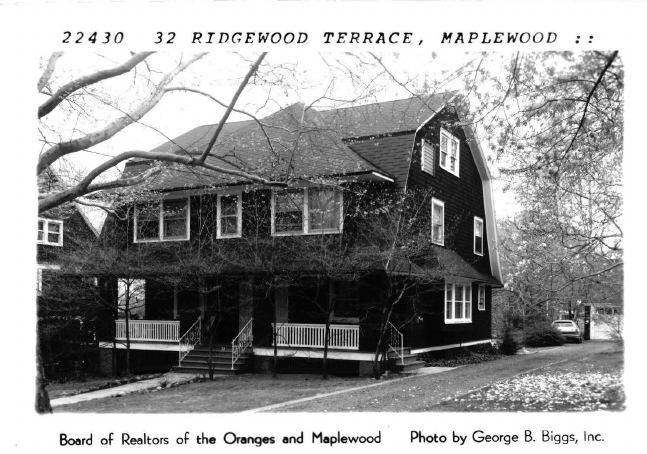 22430 32 RIDGEWOOD TERRACE, MAPLEWOOD ::
Board of Realtors of the Oranges and Maplewood Photo by George B. Biggs, Inc.